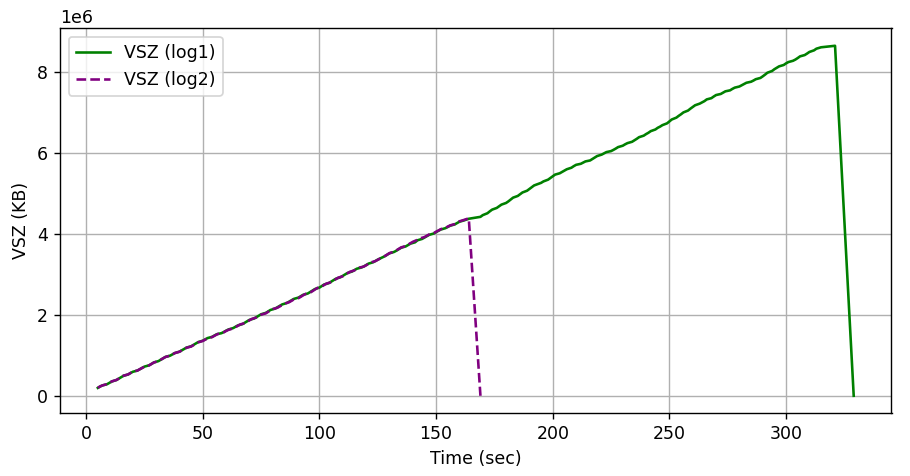 1e6
VSZ (log1)
VSZ (log2)
8
6
4
2
0
VSZ (KB)
0 50 100 150 200 250 300
Time (sec)